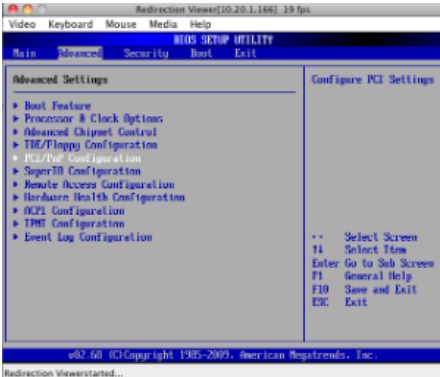 Redirection Viewer[10.20.1.166] 19 fps
Video Keyboard Mouse Media Help
BIOS SETUP UTILITY
Main Advanced Security Boot Exit
Advanced Settings
Configure PCI Settings
Boot Feature
Processor & Clock Options
Advanced Chipset Control
IDE/Floppy Configuration
PCI/PnP Configuration
SuperIO Configuration
Remote Access Configuration
Hardware Health Configuration
ACPI Configuration
IPMI Configuration
Event Log Configuration
Select Screen
Select Item
Enter Go to Sub Screen
F1 General Help
F10 Save and Exit
ESC Exit
v02.68 (C)Copyright 1985-2009, American Megatrends, Inc.
Redirection Viewerstarted...